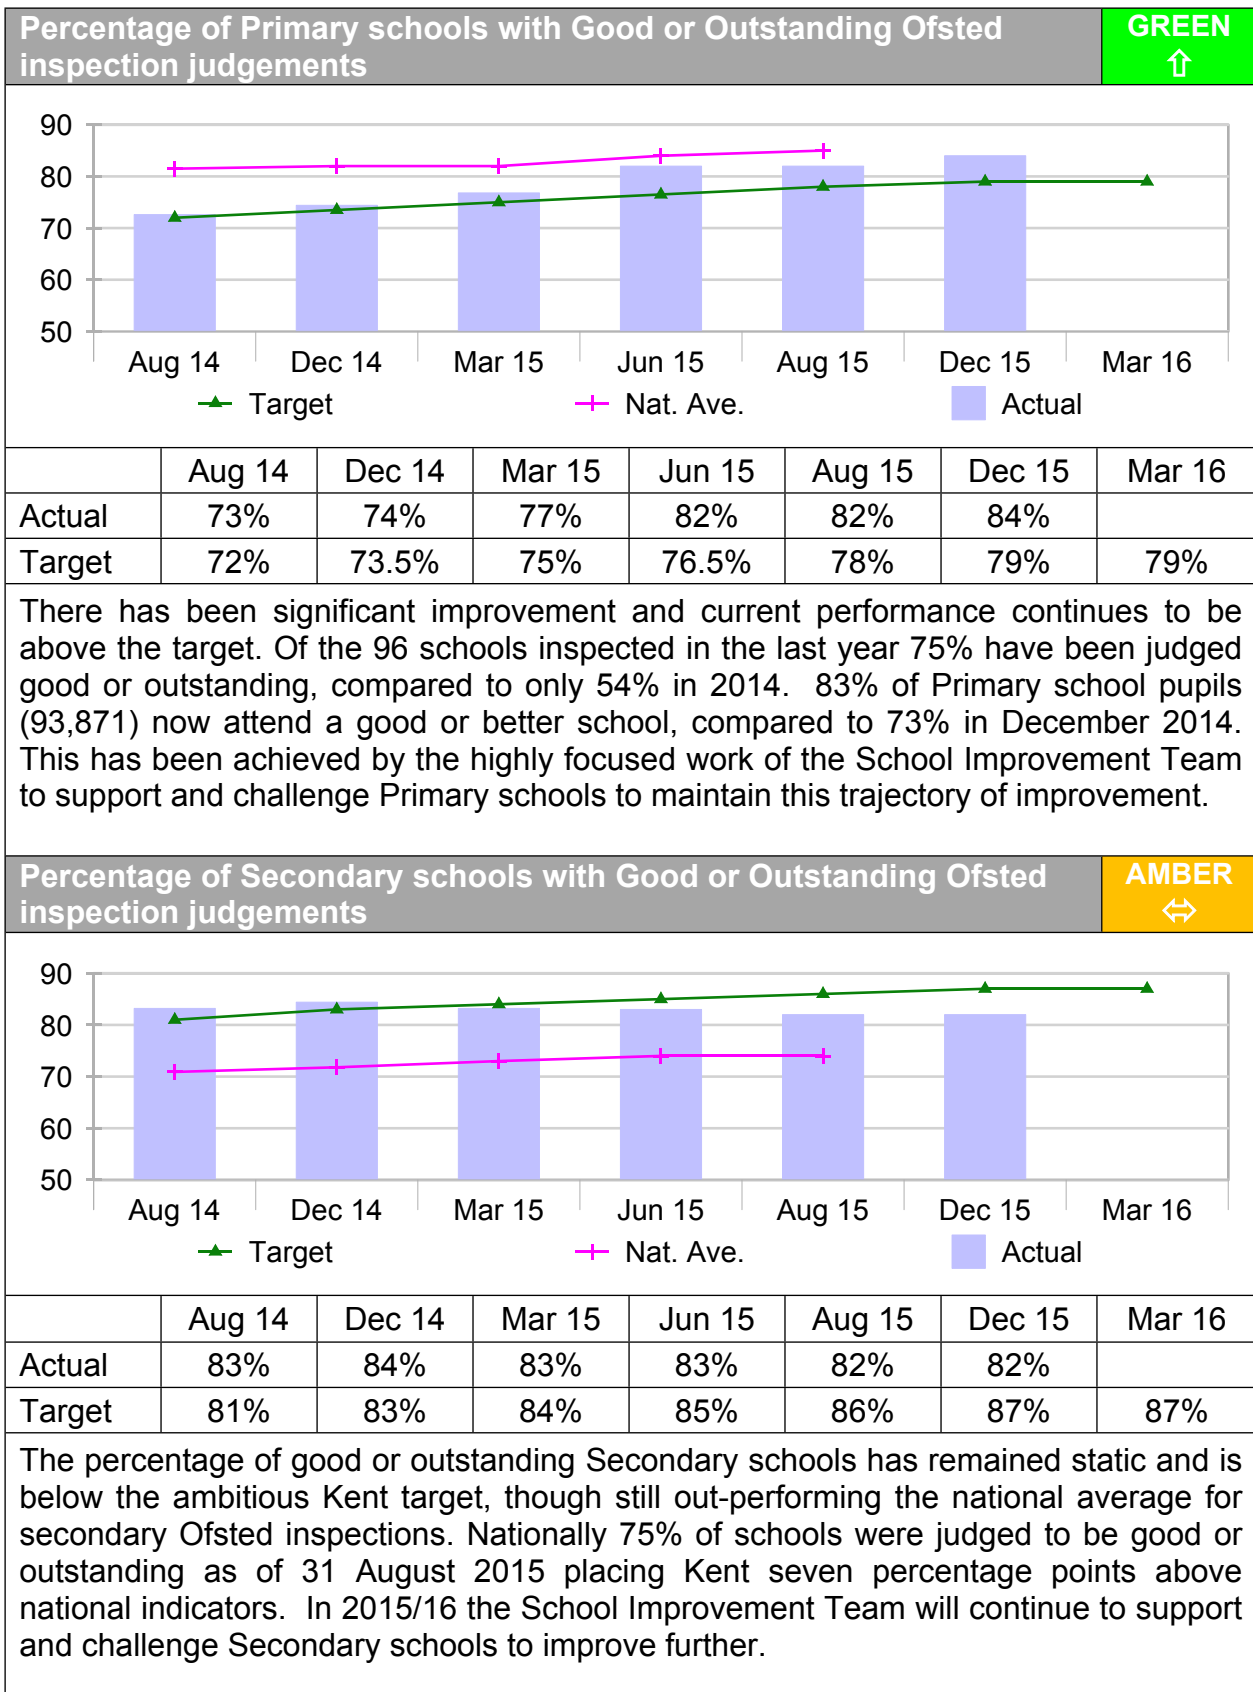 Percentage of Primary schools with Good or Outstanding Ofsted
inspection judgements
GREEN
⇧
90
80
70
60
50
Aug 14 Dec 14 Mar 15 Jun 15 Aug 15 Dec 15 Mar 16
Target Nat. Ave. Actual
Aug 14 Dec 14 Mar 15 Jun 15 Aug 15 Dec 15 Mar 16
Actual 73% 74% 77% 82% 82% 84%
Target 72% 73.5% 75% 76.5% 78% 79% 79%
There has been significant improvement and current performance continues to be
above the target. Of the 96 schools inspected in the last year 75% have been judged
good or outstanding, compared to only 54% in 2014. 83% of Primary school pupils
(93,871) now attend a good or better school, compared to 73% in December 2014.
This has been achieved by the highly focused work of the School Improvement Team
to support and challenge Primary schools to maintain this trajectory of improvement.
Percentage of Secondary schools with Good or Outstanding Ofsted
inspection judgements
AMBER
⬄
90
80
70
60
50
Aug 14 Dec 14 Mar 15 Jun 15 Aug 15 Dec 15 Mar 16
Target Nat. Ave. Actual
Aug 14 Dec 14 Mar 15 Jun 15 Aug 15 Dec 15 Mar 16
Actual 83% 84% 83% 83% 82% 82%
Target 81% 83% 84% 85% 86% 87% 87%
The percentage of good or outstanding Secondary schools has remained static and is
below the ambitious Kent target, though still out-performing the national average for
secondary Ofsted inspections. Nationally 75% of schools were judged to be good or
outstanding as of 31 August 2015 placing Kent seven percentage points above
national indicators. In 2015/16 the School Improvement Team will continue to support
and challenge Secondary schools to improve further.